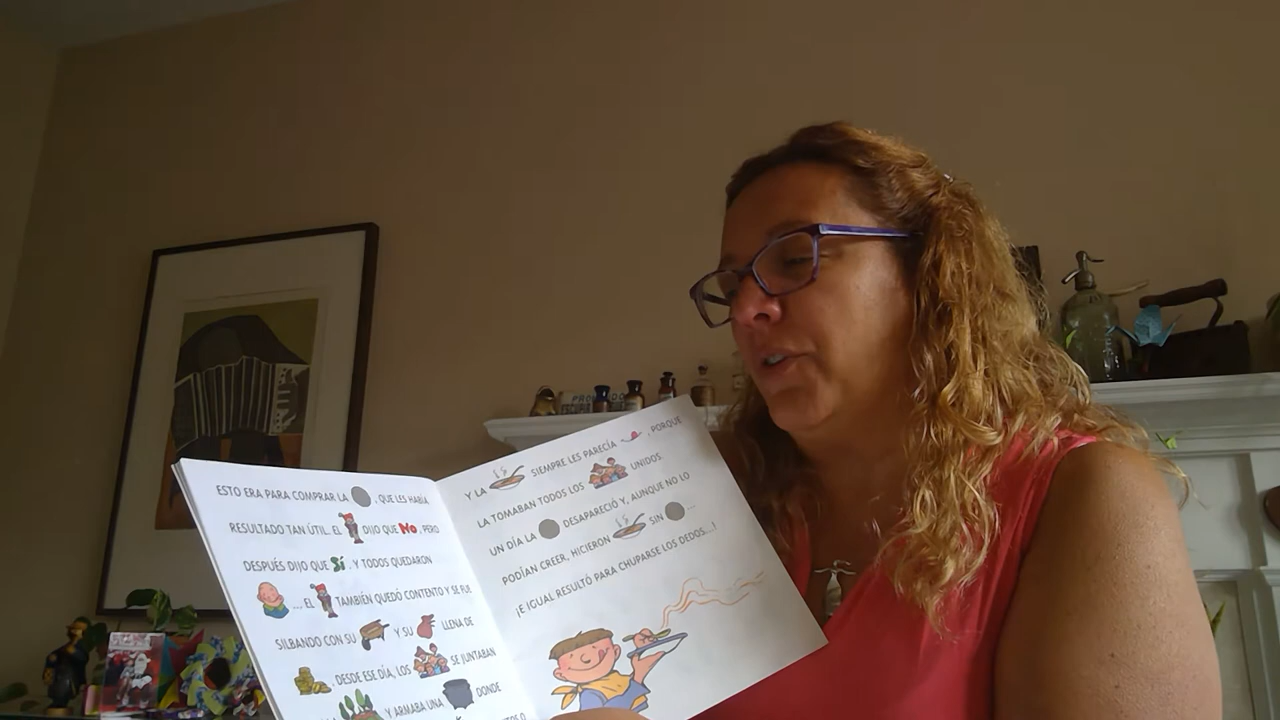 ESTO ERA PARA COMPRAR LA , QUE LES HABÍA
RESULTADO TAN ÚTIL. EL DIJO QUE No, PERO
DESPUÉS DIJO QUE Sí, Y TODOS QUEDARON
... EL TAMBIÉN QUEDÓ CONTENTO Y SE FUE
SILBANDO CON SU Y SU LLENA DE
. DESDE ESE DÍA, LOS SE JUNTABAN
Y ARMABA UNA DONDE
Y LA SIEMPRE LES PARECÍA , PORQUE
LA TOMABAN TODOS LOS UNIDOS.
UN DÍA LA DESAPARECIÓ Y, AUNQUE NO LO
PODÍAN CREER, HICIERON SIN ...
¡E IGUAL RESULTÓ PARA CHUPARSE LOS DEDOS...!